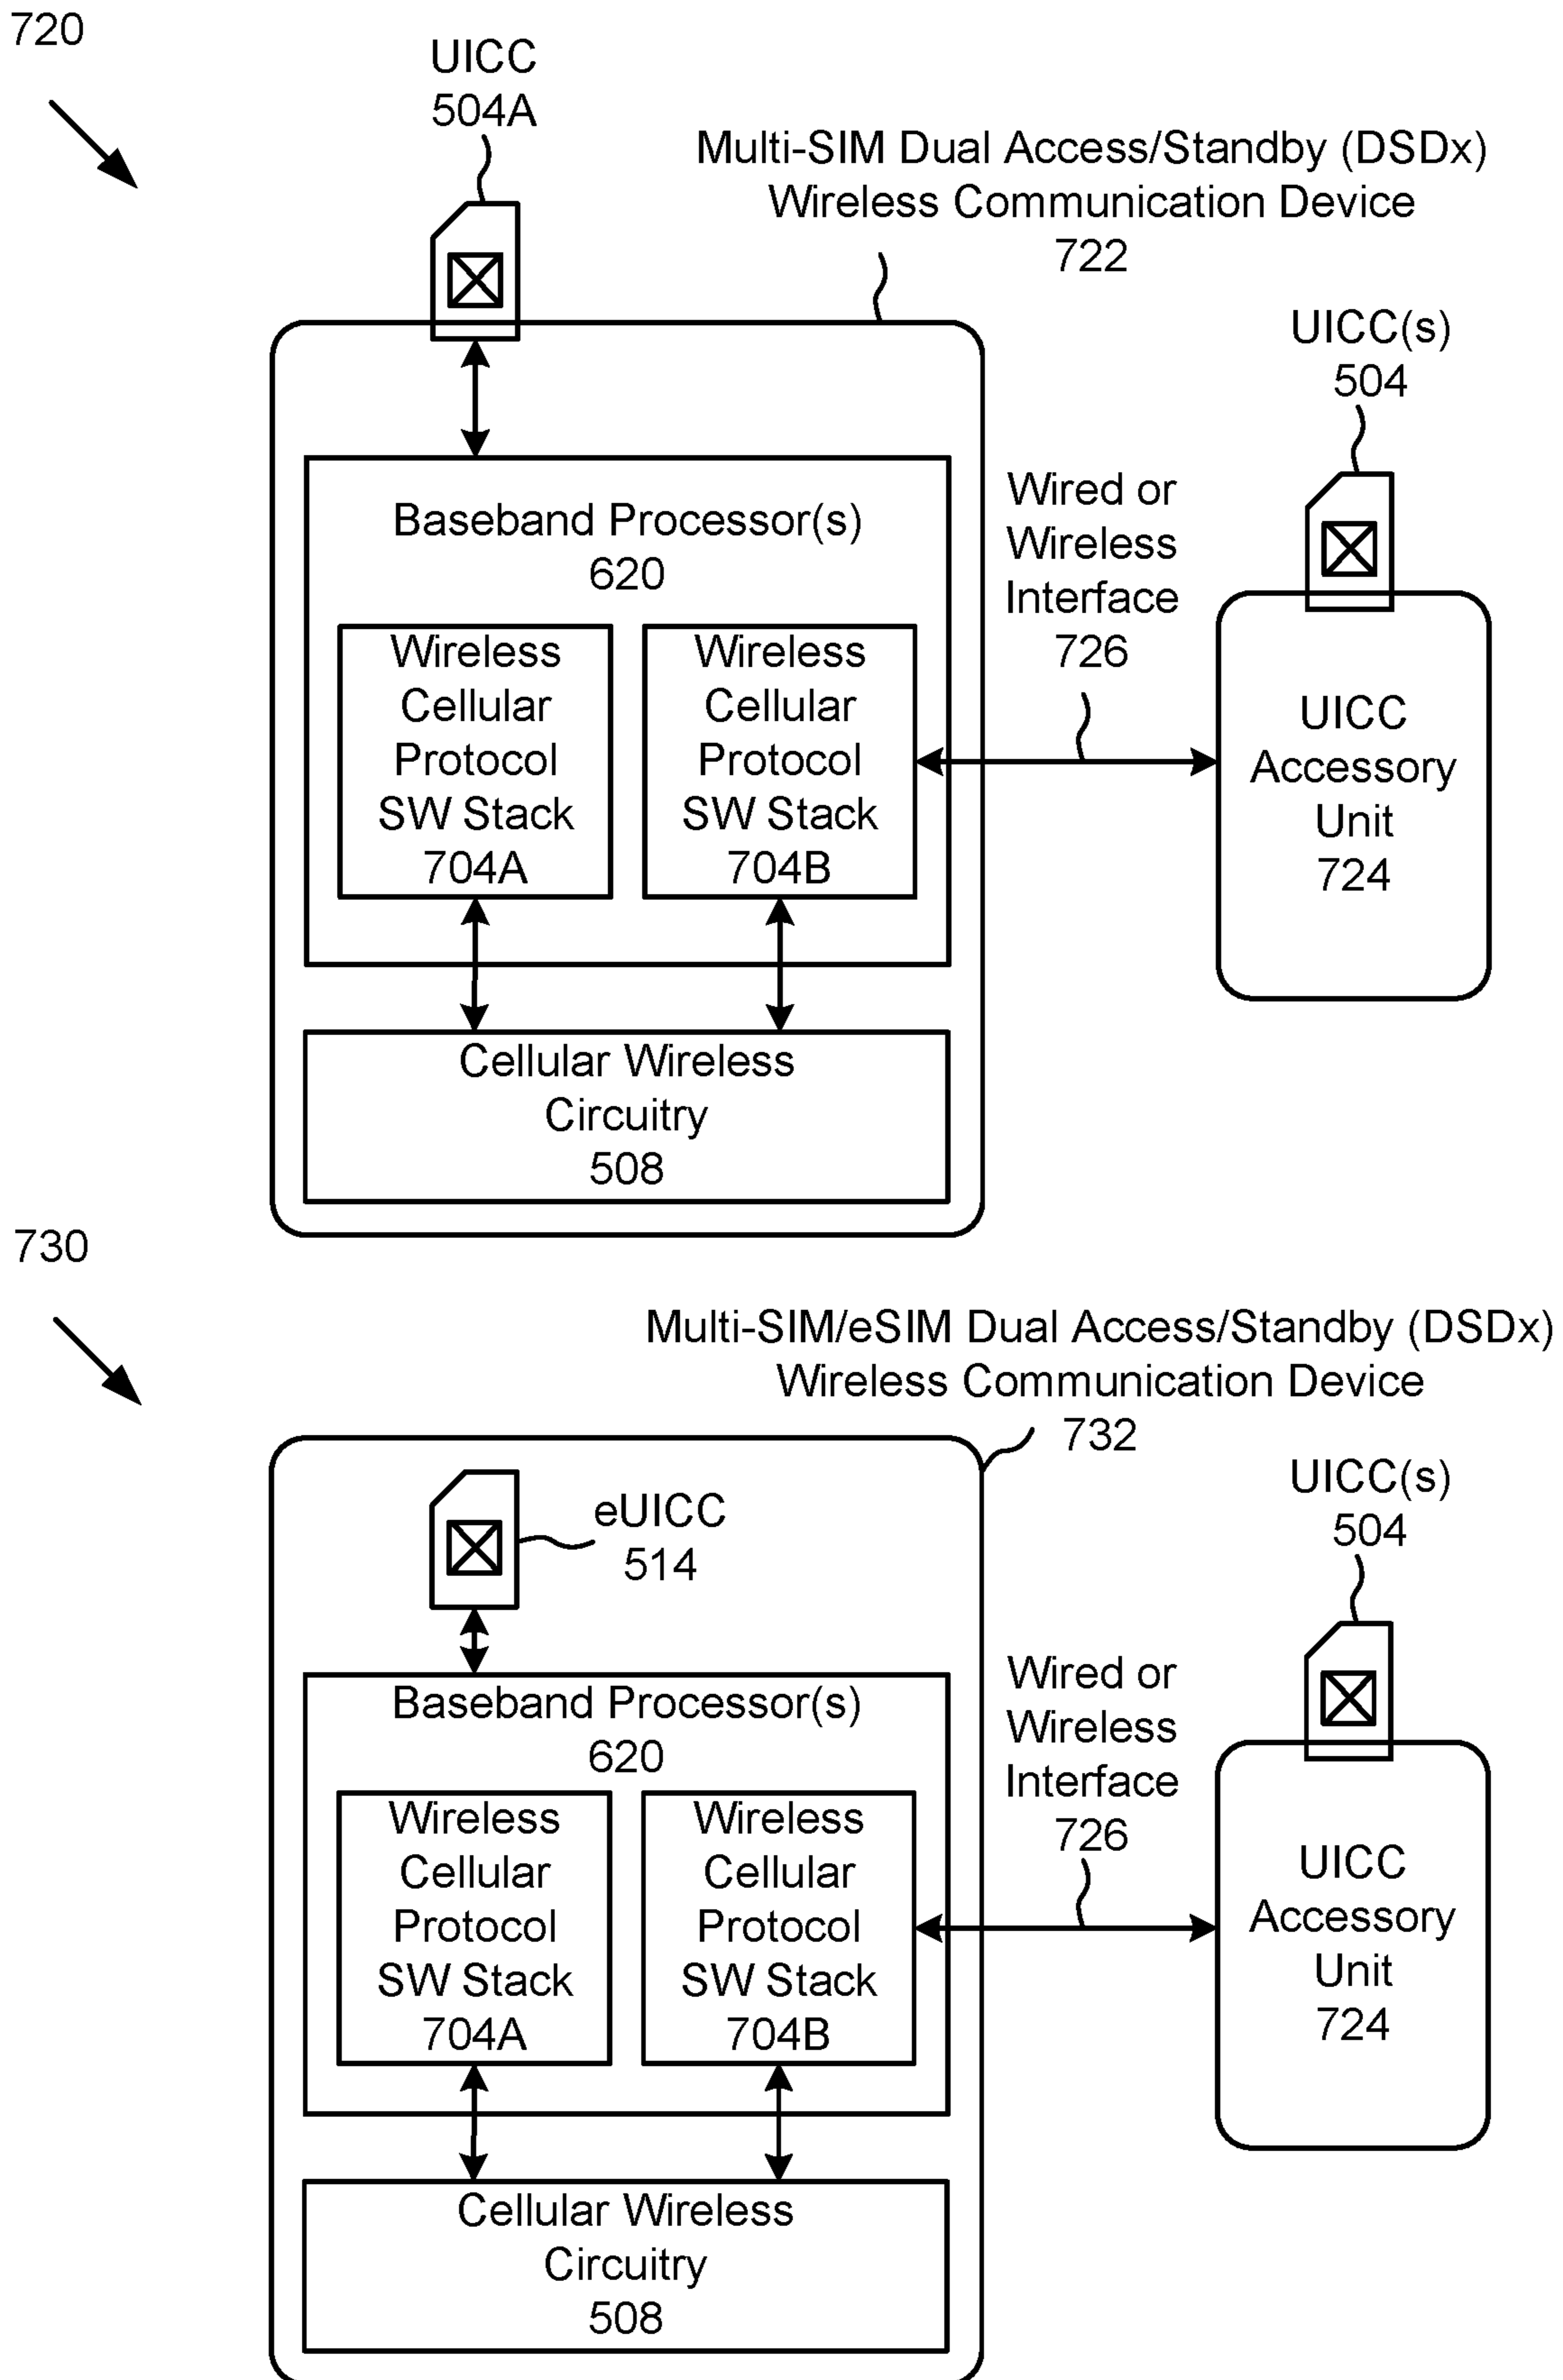 720
UICC
504A
Multi-SIM Dual Access/Standby (DSDx)
Wireless Communication Device
722
UICC(s)
504
Baseband Processor(s)
620
Wired or
Wireless
Interface
726
Wireless
Cellular
Protocol
SW Stack
704A
Wireless
Cellular
Protocol
SW Stack
704B
UICC
Accessory
Unit
724
Cellular Wireless
Circuitry
508
730
Multi-SIM/eSIM Dual Access/Standby (DSDx)
Wireless Communication Device
732
eUICC
514
UICC(s)
504
Baseband Processor(s)
620
Wired or
Wireless
Interface
726
Wireless
Cellular
Protocol
SW Stack
704A
Wireless
Cellular
Protocol
SW Stack
704B
UICC
Accessory
Unit
724
Cellular Wireless
Circuitry
508